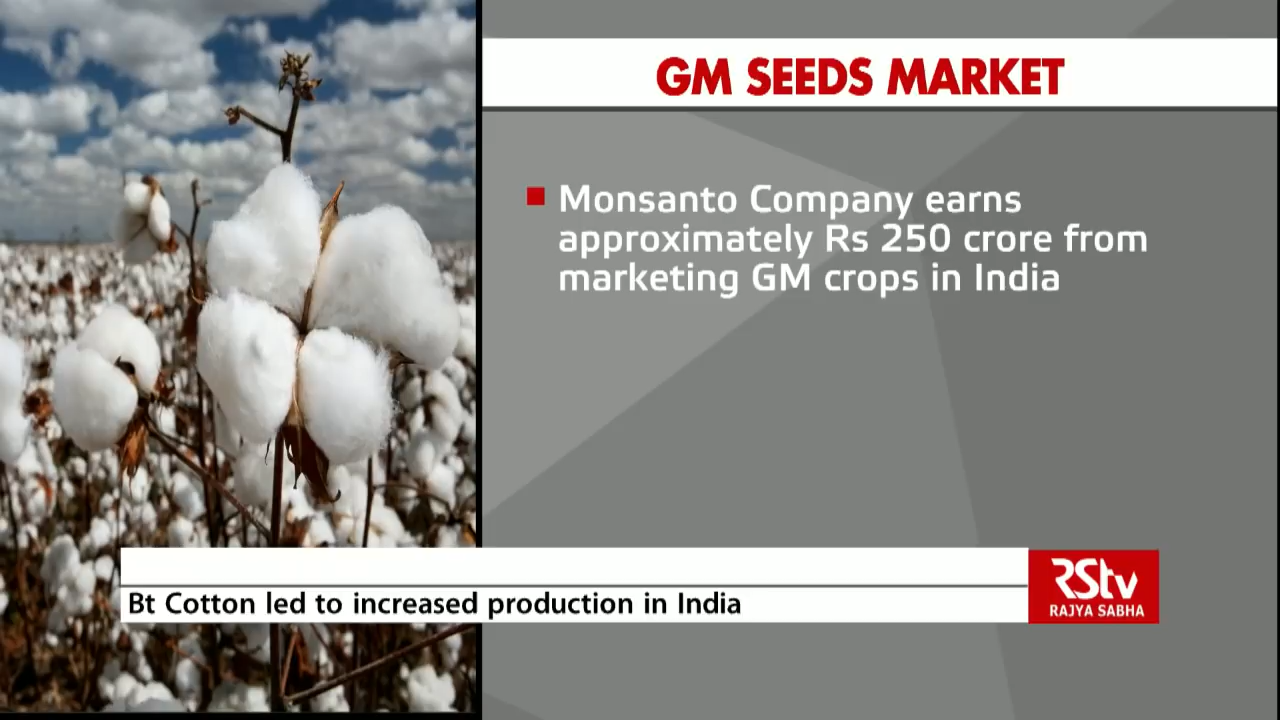 GM SEEDS MARKET
Monsanto Company earns
approximately Rs 250 crore from
marketing GM crops in India
Bt Cotton led to increased production in India
RStv
RAJYA SABHA